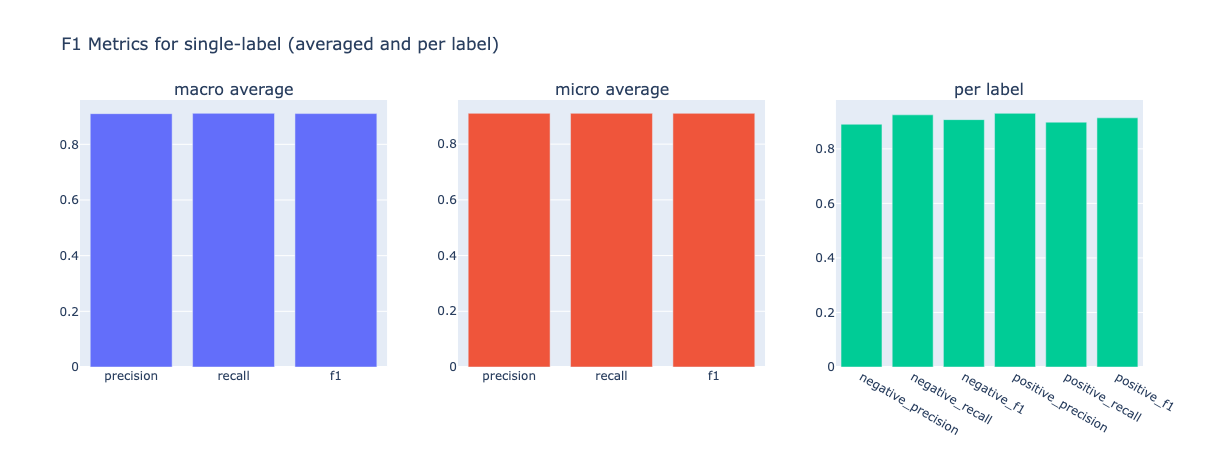 F1 Metrics for single-label (averaged and per label)
macro average
0.8
0.6
0.4
0.2
0
precision recall f1
micro average
0.8
0.6
0.4
0.2
0
precision recall f1
per label
0.8
0.6
0.4
0.2
0
negative_precision
negative_recall
negative_f1
positive_precision
positive_recall
positive_f1